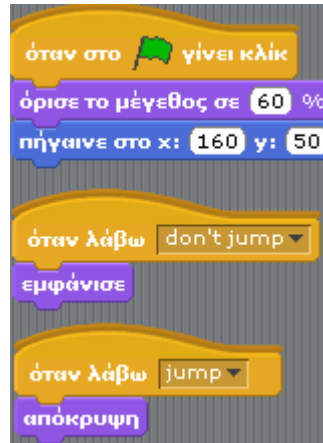 όταν στο γίνει κλίκ
όρισε το μέγεθος σε 60 %
πήγαινε στο x: 160 y: 50
όταν λάβω don't jump
εμφάνισε
όταν λάβω jump
απόκρυψη